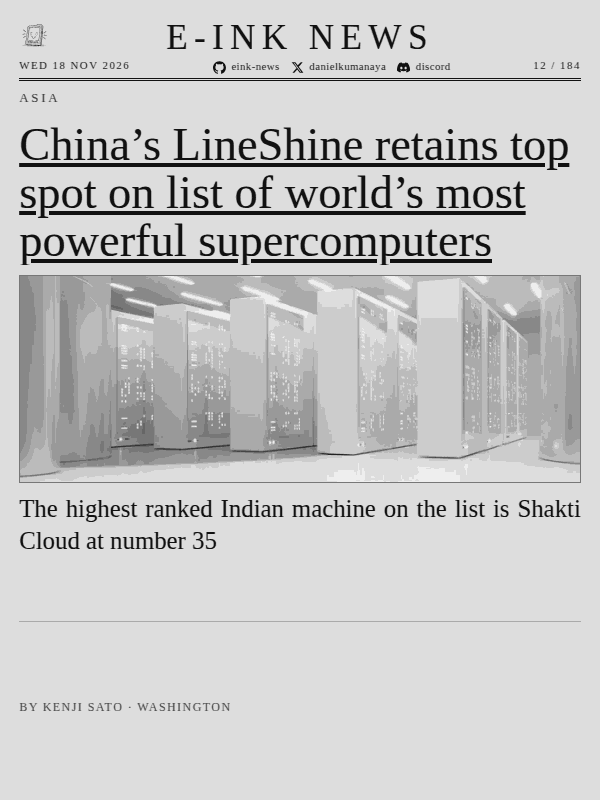 E-INK NEWS
WED 18 NOV 2026
eink-news danielkumanaya discord
12 / 184
ASIA
China’s LineShine retains top
spot on list of world’s most
powerful supercomputers
The highest ranked Indian machine on the list is Shakti
Cloud at number 35
BY KENJI SATO · WASHINGTON